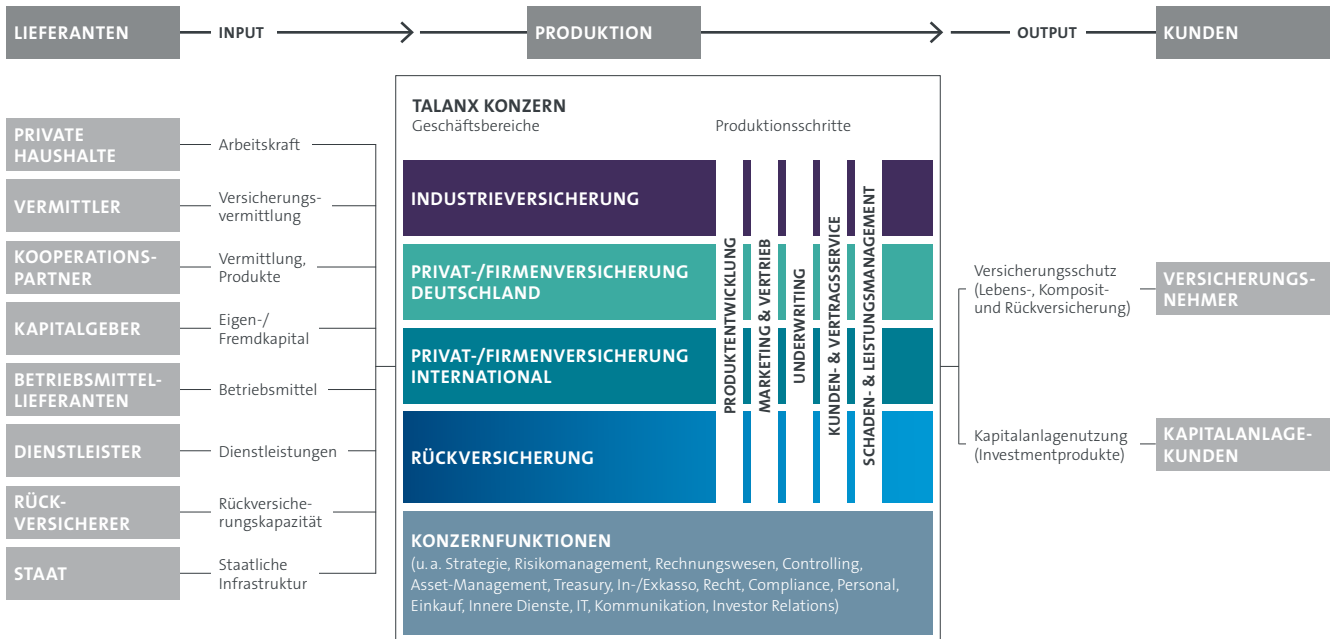 LIEFERANTEN
INPUT
PRODUKTION
OUTPUT
KUNDEN
PRIVATE
HAUSHALTE
Arbeitskraft
VERMITTLER
Versicherungs-
vermittlung
KOOPERATIONS-
PARTNER
Vermittlung,
Produkte
KAPITALGEBER
Eigen-/
Fremdkapital
BETRIEBSMITTEL-
LIEFERANTEN
Betriebsmittel
DIENSTLEISTER
Dienstleistungen
RÜCK-
VERSICHERER
Rückversiche-
rungskapazität
STAAT
Staatliche
Infrastruktur
TALANX KONZERN
Geschäftsbereiche
Produktionsschritte
INDUSTRIEVERSICHERUNG
PRIVAT-/FIRMENVERSICHERUNG
DEUTSCHLAND
PRIVAT-/FIRMENVERSICHERUNG
INTERNATIONAL
RÜCKVERSICHERUNG
PRODUKTENTWICKLUNG
MARKETING & VERTRIEB
UNDERWRITING
KUNDEN- & VERTRAGSSERVICE
SCHADEN- & LEISTUNGSMANAGEMENT
KONZERNFUNKTIONEN
(u. a. Strategie, Risikomanagement, Rechnungswesen, Controlling,
Asset-Management, Treasury, In-/Exkasso, Recht, Compliance, Personal,
Einkauf, Innere Dienste, IT, Kommunikation, Investor Relations)
Versicherungsschutz
(Lebens-, Komposit-
und Rückversicherung)
VERSICHERUNGS-
NEHMER
Kapitalanlagenutzung
(Investmentprodukte)
KAPITALANLAGE-
KUNDEN